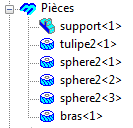 Pièces
support<1>
tulipe2<1>
sphere2<1>
sphere2<2>
sphere2<3>
bras<1>